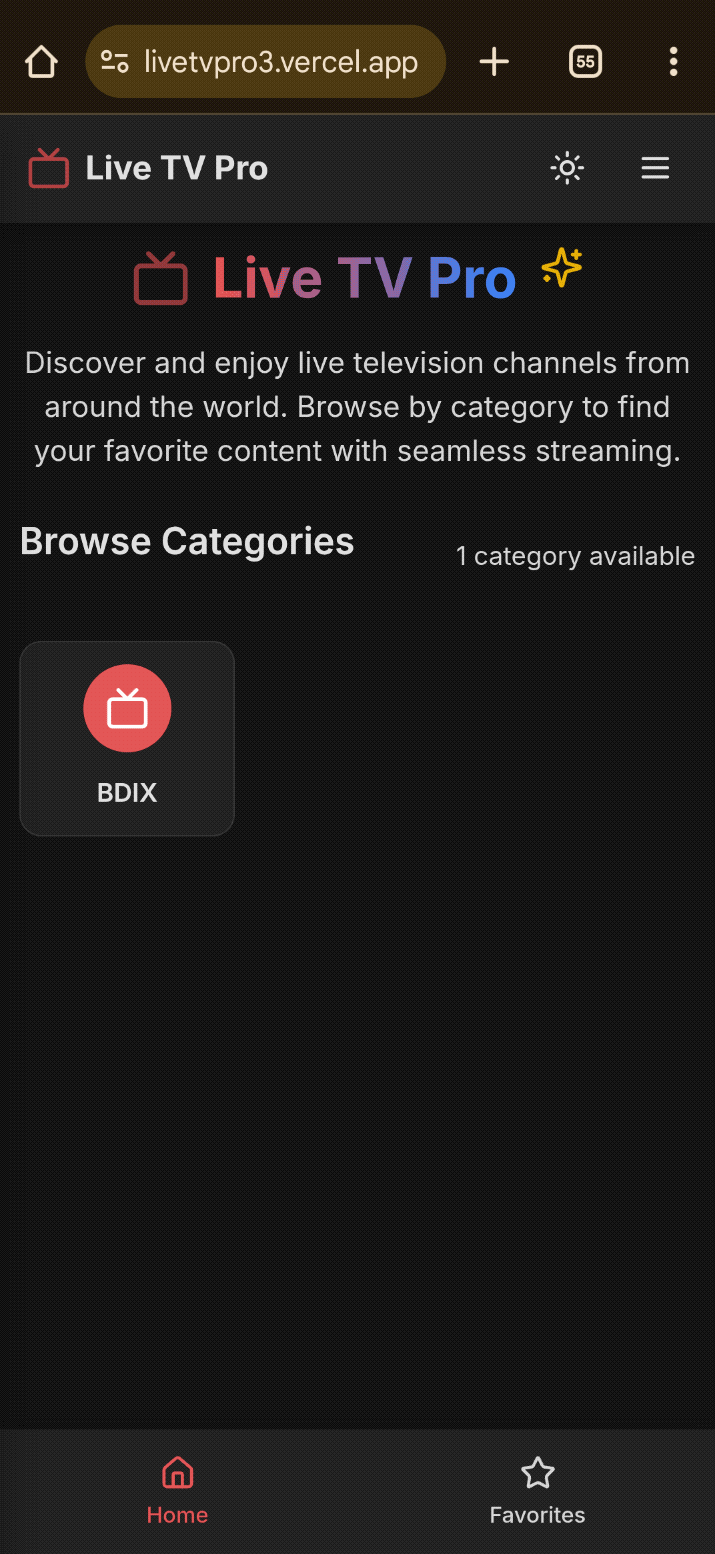 livetvpro3.vercel.app
55
Live TV Pro
Live TV Pro
Discover and enjoy live television channels from
around the world. Browse by category to find
your favorite content with seamless streaming.
Browse Categories
1 category available
BDIX
Home
Favorites